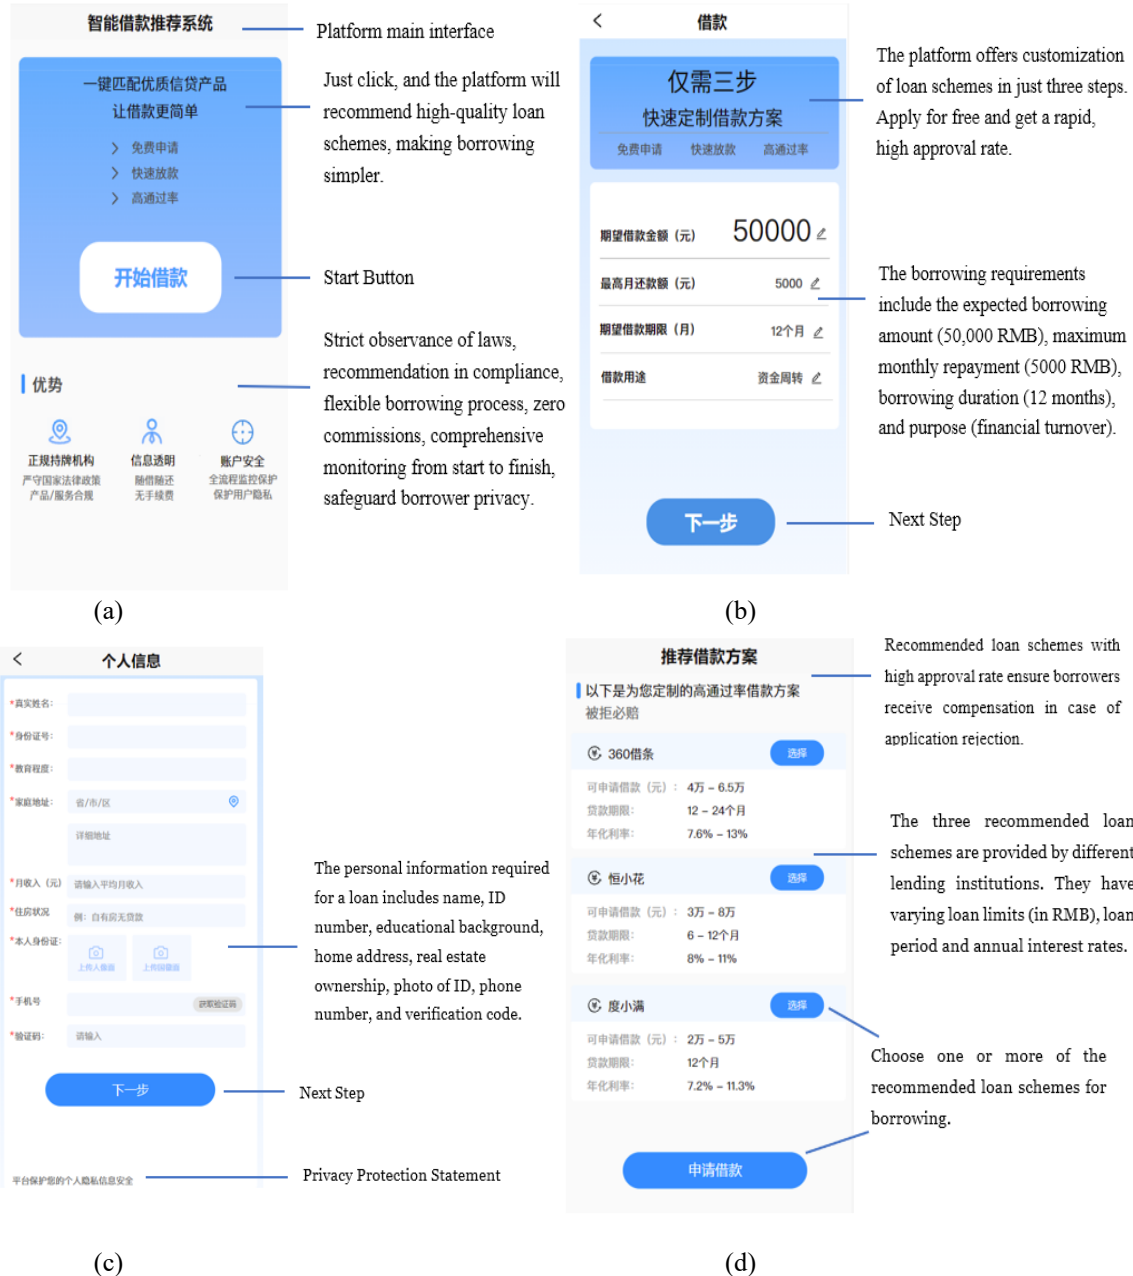 智能借款推荐系统
Platform main interface
一键匹配优质信贷产品
让借款更简单
免费申请
快速放款
高通过率
Just click, and the platform will
recommend high-quality loan
schemes, making borrowing
simpler.
开始借款
Start Button
优势
正规持牌机构
严守国家法律政策
产品/服务合规
信息透明
随借随还
无手续费
账户安全
全流程监控保护
保护用户隐私
Strict observance of laws,
recommendation in compliance,
flexible borrowing process, zero
commissions, comprehensive
monitoring from start to finish,
safeguard borrower privacy.
(a)
借款
仅需三步
快速定制借款方案
免费申请 快速放款 高通过率
The platform offers customization
of loan schemes in just three steps.
Apply for free and get a rapid,
high approval rate.
期望借款金额（元） 50000
最高月还款额（元） 5000
期望借款期限（月） 12个月
借款用途 资金周转
The borrowing requirements
include the expected borrowing
amount (50,000 RMB), maximum
monthly repayment (5000 RMB),
borrowing duration (12 months),
and purpose (financial turnover).
下一步
Next Step
(b)
个人信息
*真实姓名：
*身份证号：
*教育程度：
*家庭地址： 省/市/区
详细地址
*月收入（元） 请输入平均月收入
*住房状况 例：自有房无贷款
*本人身份证：
上传人像面 上传国徽面
*手机号 获取验证码
*验证码： 请输入
The personal information required
for a loan includes name, ID
number, educational background,
home address, real estate
ownership, photo of ID, phone
number, and verification code.
下一步
Next Step
平台保护您的个人隐私信息安全
Privacy Protection Statement
(c)
推荐借款方案
以下是为您定制的高通过率借款方案
被拒必赔
Recommended loan schemes with
high approval rate ensure borrowers
receive compensation in case of
application rejection.
360借条 选择
可申请借款（元）： 4万 – 6.5万
贷款期限： 12 – 24个月
年化利率： 7.6% – 13%
恒小花 选择
可申请借款（元）： 3万 – 8万
贷款期限： 6 – 12个月
年化利率： 8% – 11%
度小满 选择
可申请借款（元）： 2万 – 5万
贷款期限： 12个月
年化利率： 7.2% – 11.3%
The three recommended loan
schemes are provided by different
lending institutions. They have
varying loan limits (in RMB), loan
period and annual interest rates.
Choose one or more of the
recommended loan schemes for
borrowing.
申请借款
(d)